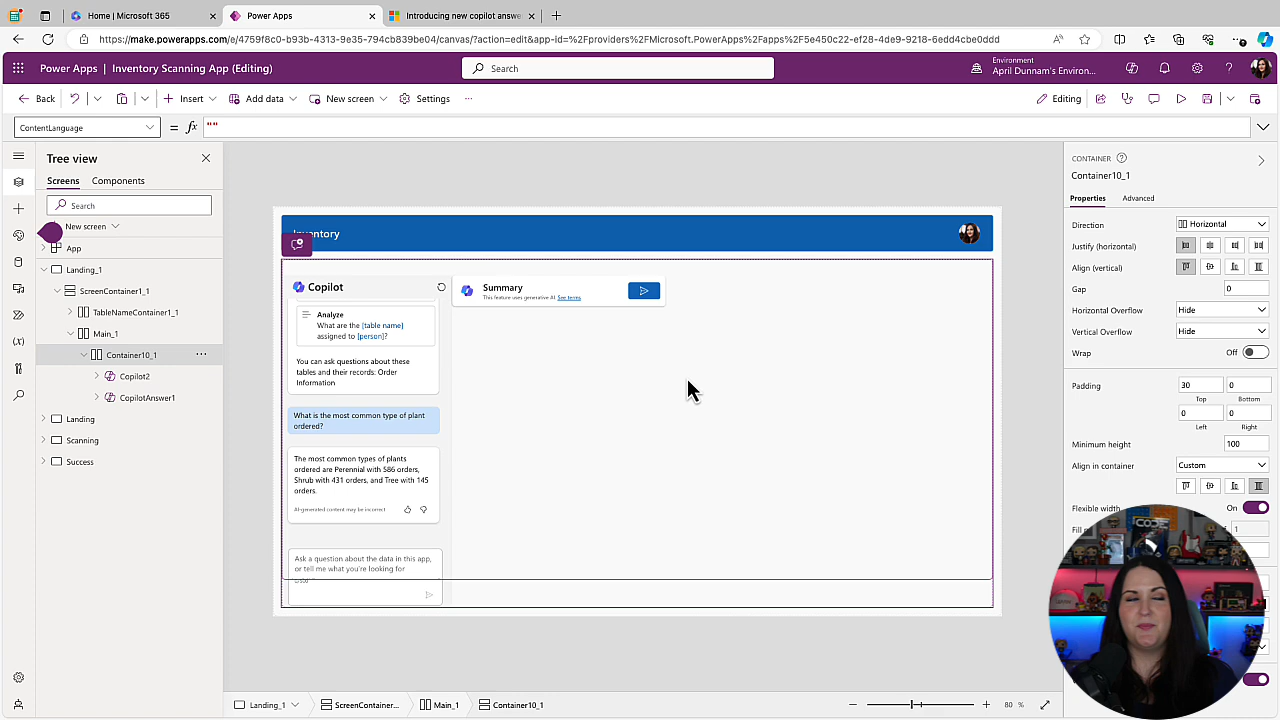 Home | Microsoft 365
Power Apps
Introducing new copilot answe
https://make.powerapps.com/e/4759f8c0-b93b-4313-9e35-794cb839be04/canvas/?action=edit&app-id=%2Fproviders%2FMicrosoft.PowerApps%2Fapps%2F5e450c22-ef28-4de9-9218-6edd4cbe0ddd
Power Apps | Inventory Scanning App (Editing)
Search
Environment
April Dunnam's Environ...
Back
Insert
Add data
New screen
Settings
Editing
ContentLanguage
= fx ""
Tree view
Screens
Components
Search
New screen
App
Landing_1
ScreenContainer1_1
TableNameContainer1_1
Main_1
Container10_1
Copilot2
CopilotAnswer1
Landing
Scanning
Success
Inventory
Copilot
Analyze
What are the [table name]
assigned to [person]?
You can ask questions about these
tables and their records: Order
Information
What is the most common type of plant
ordered?
The most common types of plants
ordered are Perennial with 586 orders,
Shrub with 431 orders, and Tree with 145
orders.
AI-generated content may be incorrect
Ask a question about the data in this app,
or tell me what you're looking for
Summary
This feature uses generative AI. See terms
CONTAINER
Container10_1
Properties
Advanced
Direction
Horizontal
Justify (horizontal)
Align (vertical)
Gap
0
Horizontal Overflow
Hide
Vertical Overflow
Hide
Wrap
Off
Padding
30
0
Top
Bottom
0
0
Left
Right
Minimum height
100
Align in container
Custom
Flexible width
On
1
Landing_1
ScreenContainer...
Main_1
Container10_1
80 %